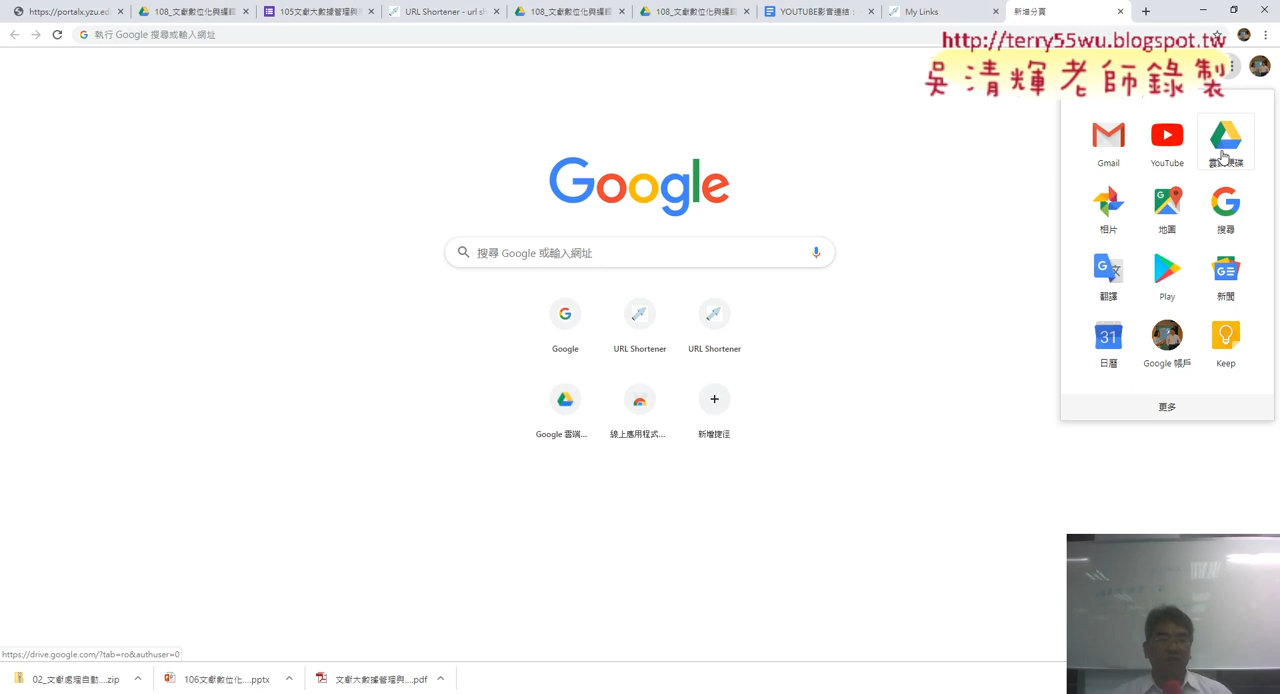 https://portalx.yzu.ed
108_文獻數位化與擴
105文獻大數據管理與
URL Shortener - url sh
108_文獻數位化與擴
108_文獻數位化與擴
YOUTUBE影音連結：
My Links
新增分頁
執行 Google 搜尋或輸入網址
http://terry55wu.blogspot.tw
吳清輝老師錄製
Gmail
YouTube
雲端硬碟
Google
相片
地圖
搜尋
搜尋 Google 或輸入網址
翻譯
Play
新聞
31
日曆
Google 帳戶
Keep
Google
URL Shortener
URL Shortener
更多
Google 雲端...
線上應用程式...
新增捷徑
https://drive.google.com/?tab=ro&authuser=0
02_文獻處理自動....zip
106文獻數位化....pptx
文獻大數據管理與....pdf